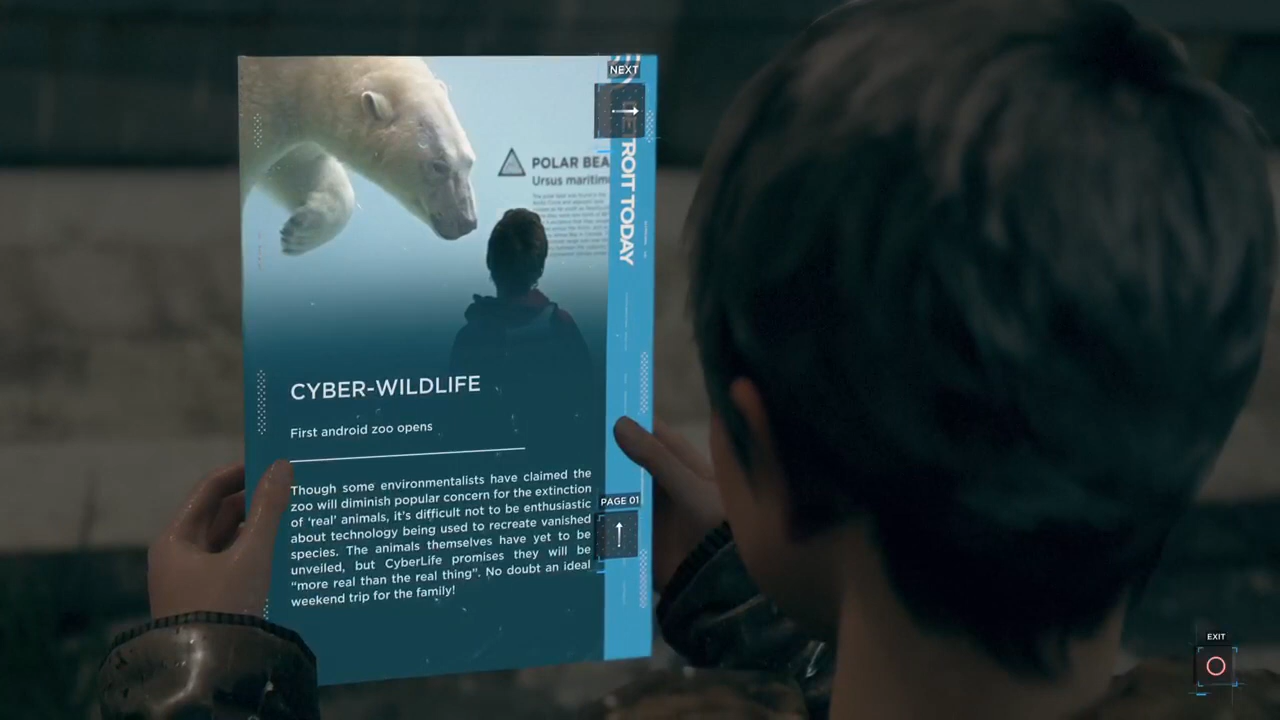 NEXT
DETROIT TODAY
POLAR BEA
Ursus maritim
CYBER-WILDLIFE
First android zoo opens
Though some environmentalists have claimed the
zoo will diminish popular concern for the extinction
of ‘real’ animals, it’s difficult not to be enthusiastic
about technology being used to recreate vanished
species. The animals themselves have yet to be
unveiled, but CyberLife promises they will be
“more real than the real thing”. No doubt an ideal
weekend trip for the family!
PAGE 01
EXIT